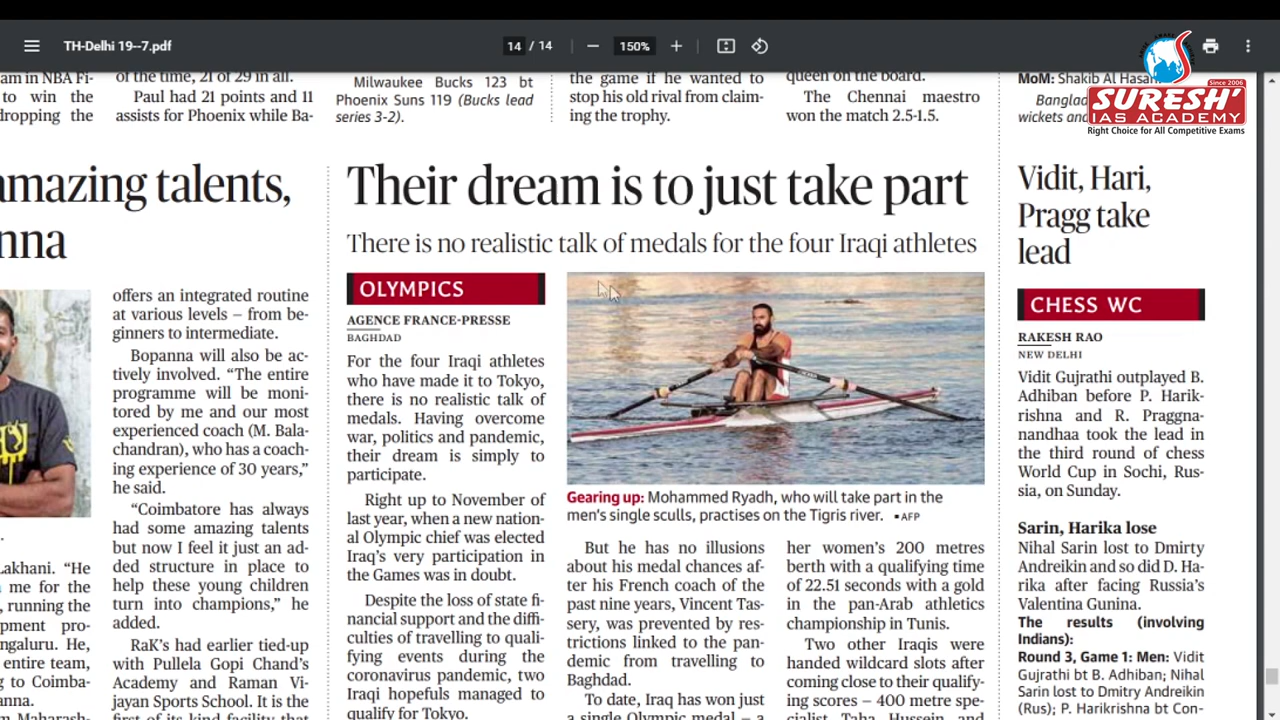 TH-Delhi 19--7.pdf
14 / 14
150%
Since 2006
SURESH'
IAS ACADEMY
Right Choice for All Competitive Exams
am in NBA Fi-
to win the
dropping the
of the time, 21 of 29 in all.
Paul had 21 points and 11
assists for Phoenix while Ba-
Milwaukee Bucks 123 bt
Phoenix Suns 119 (Bucks lead
series 3-2).
the game if he wanted to
stop his old rival from claim-
ing the trophy.
queen on the board.
The Chennai maestro
won the match 2.5-1.5.
MoM: Shakib Al Hasan
Banglad
wickets and
amazing talents,
nna
offers an integrated routine
at various levels – from be-
ginners to intermediate.
Bopanna will also be ac-
tively involved. “The entire
programme will be moni-
tored by me and our most
experienced coach (M. Bala-
chandran), who has a coach-
ing experience of 30 years,”
he said.
“Coimbatore has always
had some amazing talents
but now I feel it just an ad-
ded structure in place to
help these young children
turn into champions,” he
added.
RaK's had earlier tied-up
with Pullela Gopi Chand's
Academy and Raman Vi-
jayan Sports School. It is the
first of its kind facility that
Lakhani. “He
me for the
, running the
pment pro-
ngaluru. He,
entire team,
g to Coimba-
anna.
m Maharash-
Their dream is to just take part
There is no realistic talk of medals for the four Iraqi athletes
OLYMPICS
AGENCE FRANCE-PRESSE
BAGHDAD
For the four Iraqi athletes
who have made it to Tokyo,
there is no realistic talk of
medals. Having overcome
war, politics and pandemic,
their dream is simply to
participate.
Right up to November of
last year, when a new nation-
al Olympic chief was elected
Iraq's very participation in
the Games was in doubt.
Despite the loss of state fi-
nancial support and the diffi-
culties of travelling to quali-
fying events during the
coronavirus pandemic, two
Iraqi hopefuls managed to
qualify for Tokyo.
Gearing up: Mohammed Ryadh, who will take part in the
men's single sculls, practises on the Tigris river. ▪AFP
But he has no illusions
about his medal chances af-
ter his French coach of the
past nine years, Vincent Tas-
sery, was prevented by res-
trictions linked to the pan-
demic from travelling to
Baghdad.
To date, Iraq has won just
a single Olympic medal – a
her women's 200 metres
berth with a qualifying time
of 22.51 seconds with a gold
in the pan-Arab athletics
championship in Tunis.
Two other Iraqis were
handed wildcard slots after
coming close to their qualify-
ing scores – 400 metre spe-
cialist Taha Hussein and
Vidit, Hari,
Pragg take
lead
CHESS WC
RAKESH RAO
NEW DELHI
Vidit Gujrathi outplayed B.
Adhiban before P. Harik-
rishna and R. Praggna-
nandhaa took the lead in
the third round of chess
World Cup in Sochi, Rus-
sia, on Sunday.
Sarin, Harika lose
Nihal Sarin lost to Dmirty
Andreikin and so did D. Ha-
rika after facing Russia's
Valentina Gunina.
The results (involving
Indians):
Round 3, Game 1: Men: Vidit
Gujrathi bt B. Adhiban; Nihal
Sarin lost to Dmitry Andreikin
(Rus); P. Harikrishna bt Con-